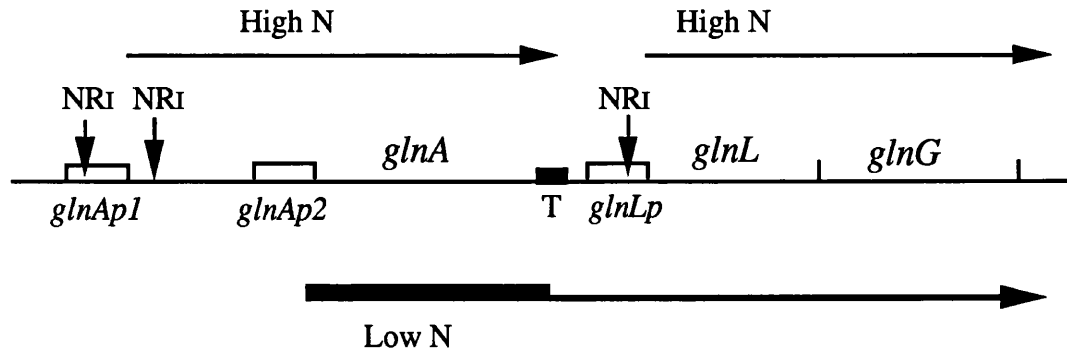 High N High N
NRI NRI NRI
glnA glnL glnG
glnAp1 glnAp2 T glnLp
Low N